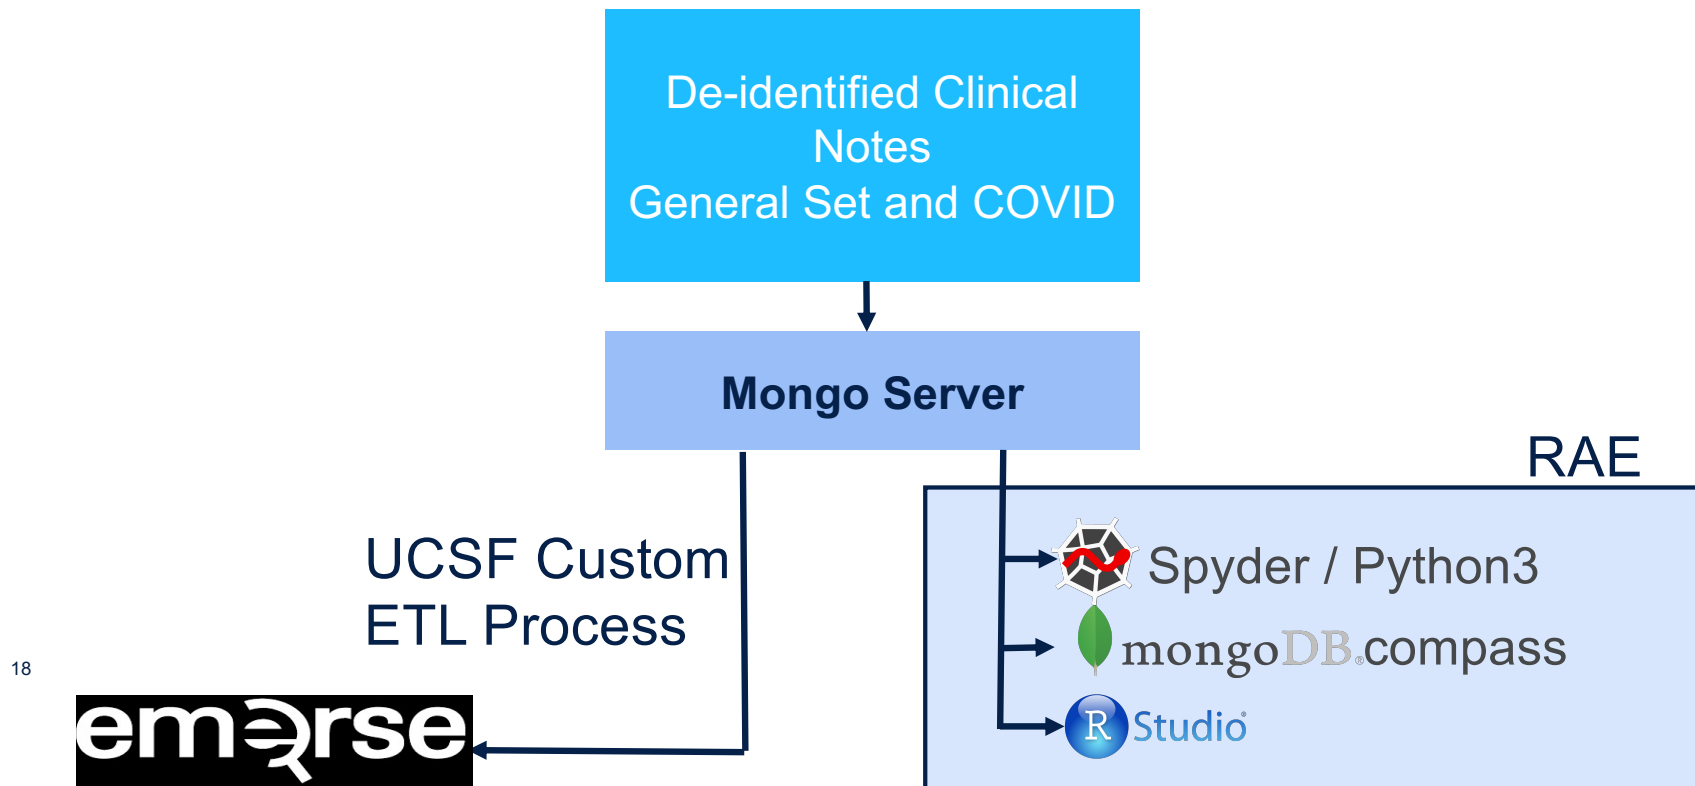 De-identified Clinical
Notes
General Set and COVID
Mongo Server
RAE
UCSF Custom
ETL Process
Spyder / Python3
mongoDB®compass
R Studio®
18
emerse